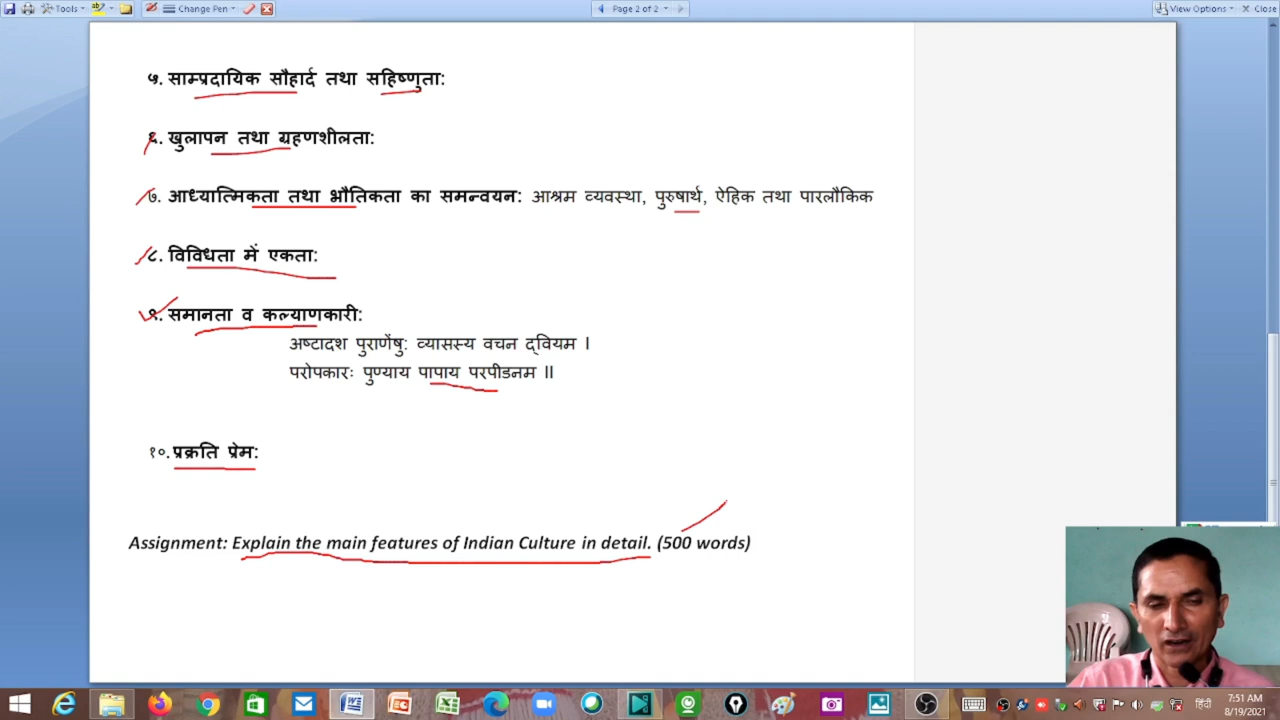 Tools
Change Pen
Page 2 of 2
View Options
Close
५. साम्प्रदायिक सौहार्द तथा सहिष्णुता:
६. खुलापन तथा ग्रहणशीलता:
७. आध्यात्मिकता तथा भौतिकता का समन्वयन: आश्रम व्यवस्था, पुरुषार्थ, ऐहिक तथा पारलौकिक
८. विविधता में एकता:
९. समानता व कल्याणकारी:
अष्टादश पुराणेंषु: व्यासस्य वचन द्वियम ।
परोपकारः पुण्याय पापाय परपीडनम ॥
१०. प्रक्रति प्रेम:
Assignment: Explain the main features of Indian Culture in detail. (500 words)
हिंदी
7:51 AM
8/19/2021